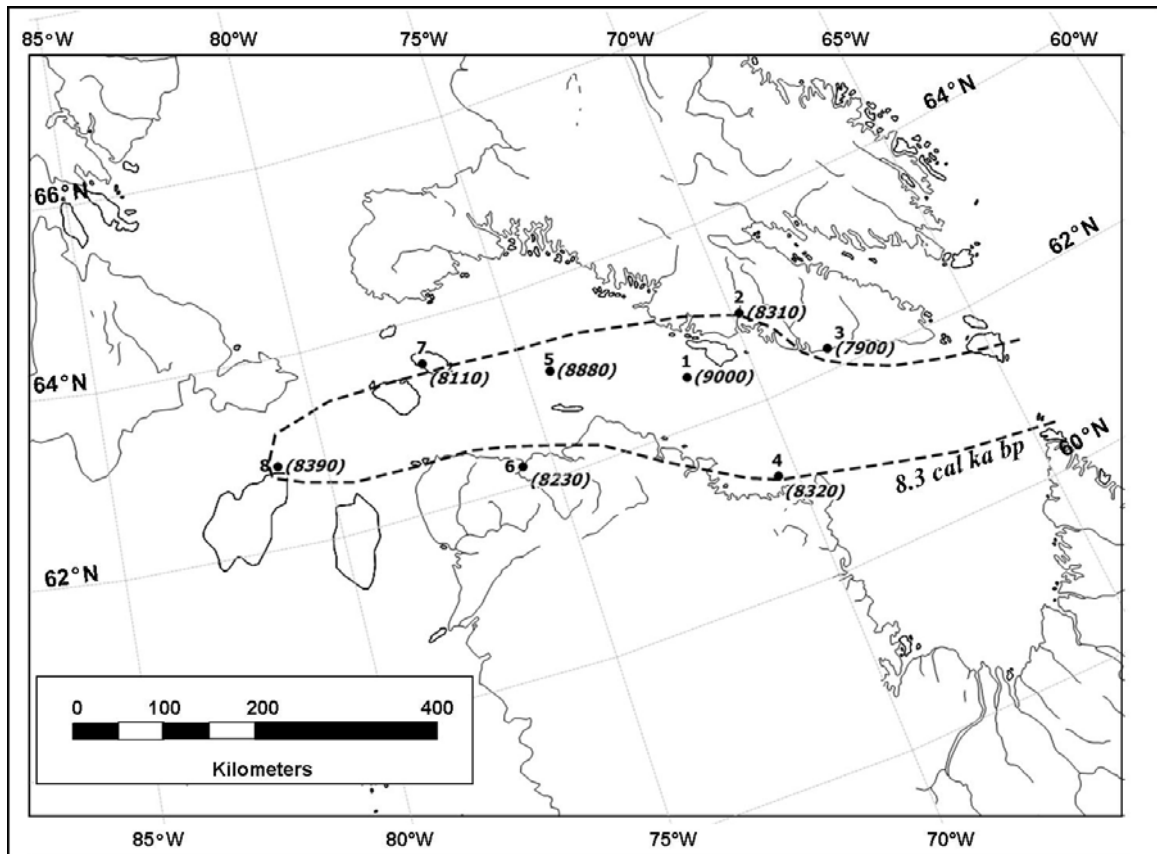 85°W 80°W 75°W 70°W 65°W 60°W
64°N
66°N
62°N
2
(8310)
3
(7900)
7
(8110)
5
(8880)
1
(9000)
64°N
60°N
8 (8390)
6
(8230)
4
(8320)
8.3 cal ka bp
62°N
0 100 200 400
Kilometers
85°W 80°W 75°W 70°W